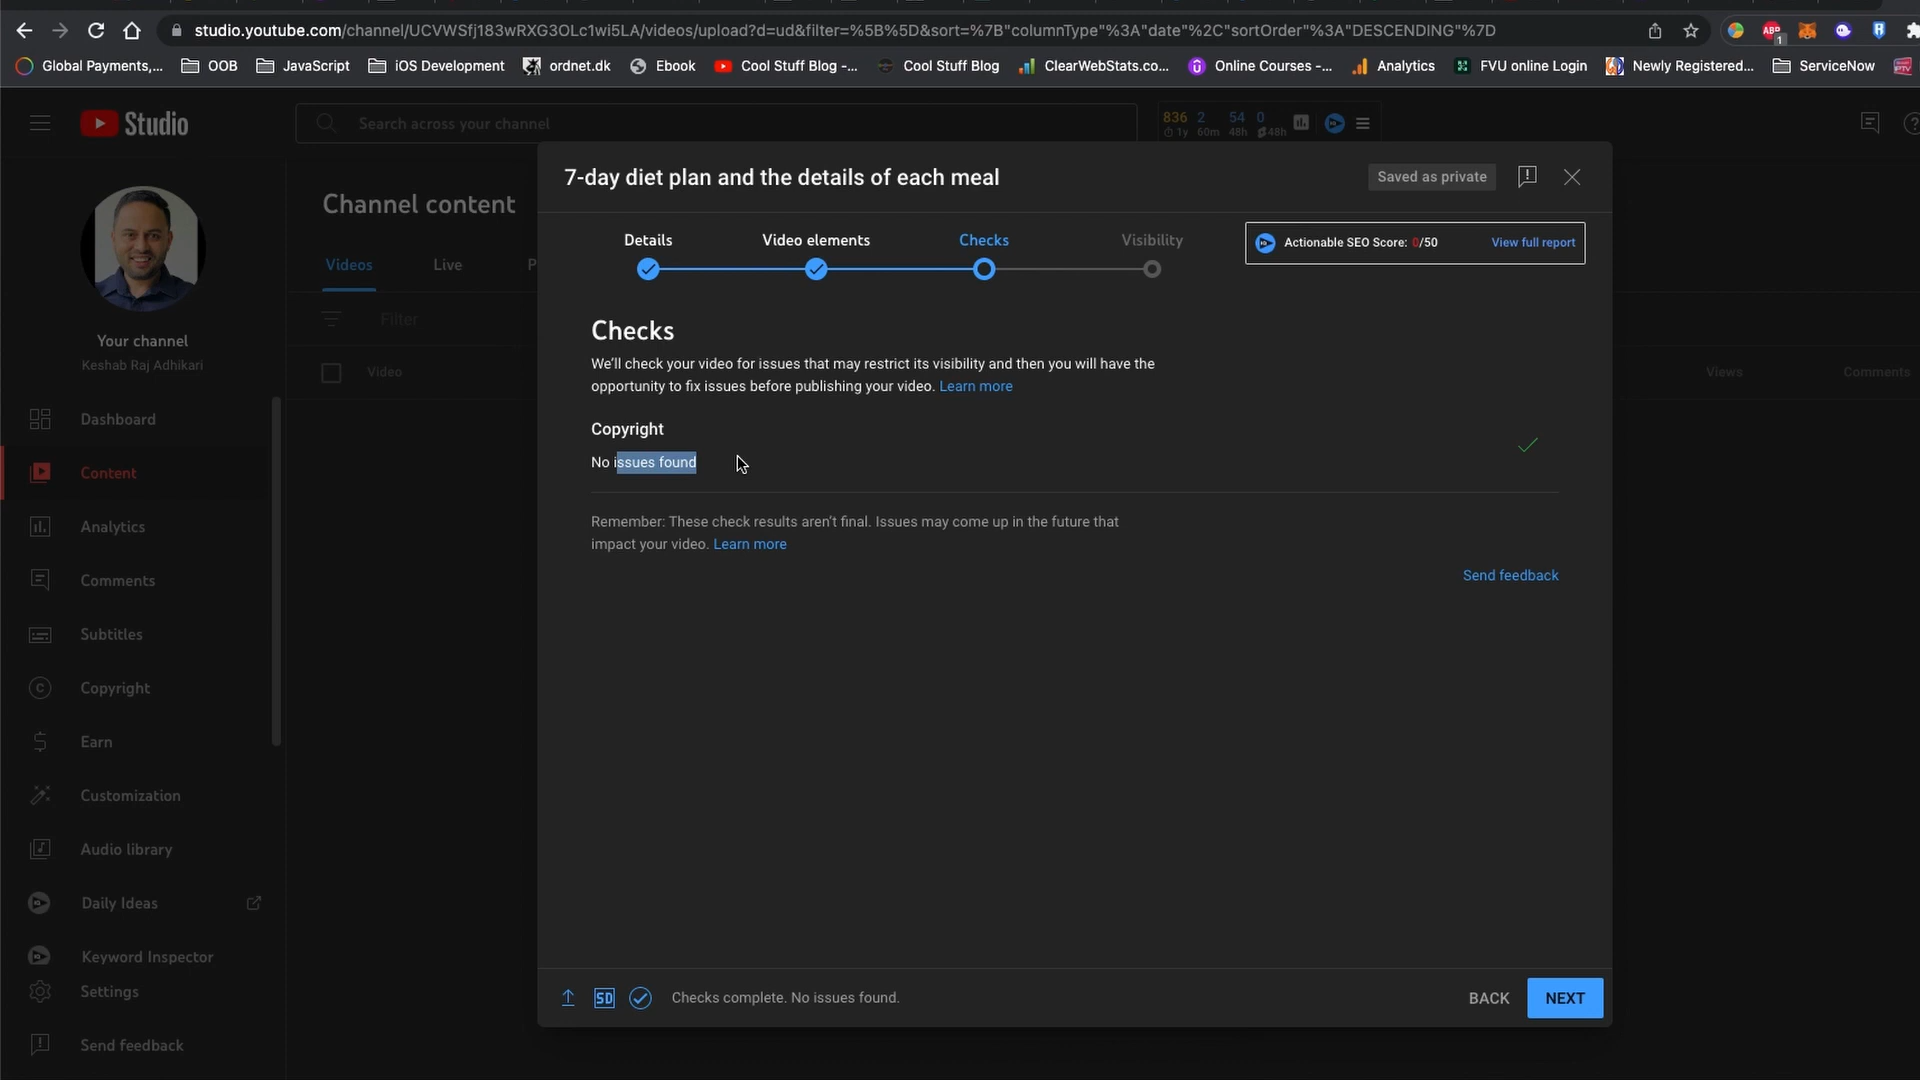 studio.youtube.com/channel/UCVWSfj183wRXG3OLc1wi5LA/videos/upload?d=ud&filter=%5B%5D&sort=%7B"columnType"%3A"date"%2C"sortOrder"%3A"DESCENDING"%7D
ABP
1
Global Payments,...
OOB
JavaScript
iOS Development
ordnet.dk
Ebook
Cool Stuff Blog -...
Cool Stuff Blog
ClearWebStats.co...
Online Courses -...
Analytics
FVU online Login
Newly Registered...
ServiceNow
Studio
Search across your channel
836 2 54 0
1y 60m 48h 48h
7-day diet plan and the details of each meal
Saved as private
Details
Video elements
Checks
Visibility
Actionable SEO Score: 0/50
View full report
Channel content
Videos
Live
P
Filter
Video
Views
Comments
Your channel
Keshab Raj Adhikari
Dashboard
Content
Analytics
Comments
Subtitles
Copyright
Earn
Customization
Audio library
Daily Ideas
Keyword Inspector
Settings
Send feedback
Checks
We'll check your video for issues that may restrict its visibility and then you will have the
opportunity to fix issues before publishing your video. Learn more
Copyright
No issues found
Remember: These check results aren't final. Issues may come up in the future that
impact your video. Learn more
Send feedback
SD
Checks complete. No issues found.
BACK
NEXT